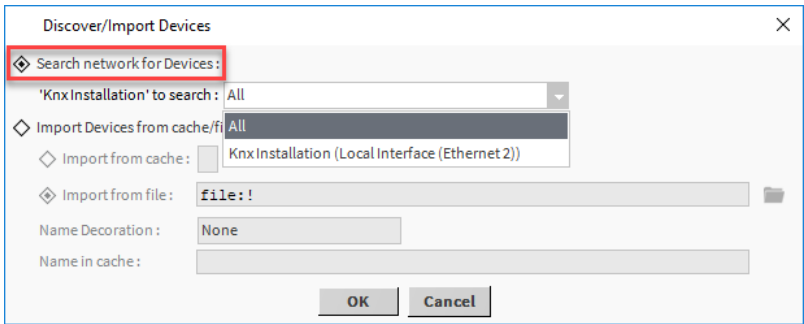 Discover/Import Devices
Search network for Devices :
'Knx Installation' to search : All
All
Import Devices from cache/fi
Knx Installation (Local Interface (Ethernet 2))
Import from cache :
Import from file : file:!
Name Decoration : None
Name in cache :
OK Cancel